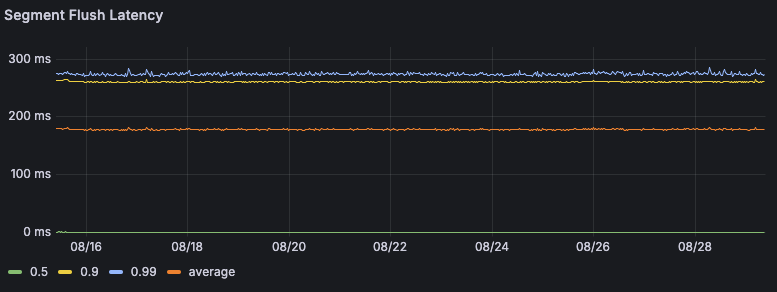 Segment Flush Latency
300 ms
200 ms
100 ms
0 ms
08/16 08/18 08/20 08/22 08/24 08/26 08/28
0.5 0.9 0.99 average